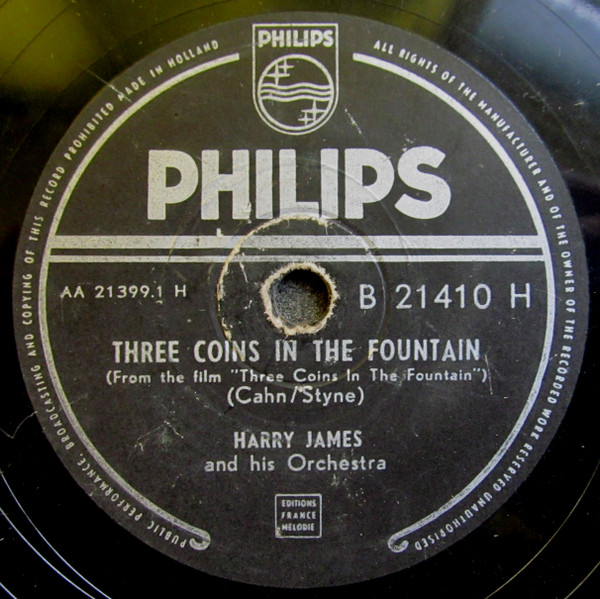 PHILIPS
PUBLIC PERFORMANCE, BROADCASTING AND COPYING OF THIS RECORD PROHIBITED MADE IN HOLLAND
ALL RIGHTS OF THE MANUFACTURER AND OF THE OWNER OF THE RECORDED WORK RESERVED UNAUTHORISED
PHILIPS
AA 21399.1 H
B 21410 H
THREE COINS IN THE FOUNTAIN
(From the film "Three Coins In The Fountain")
(Cahn/Styne)
HARRY JAMES
and his Orchestra
EDITIONS
FRANCE
MELODIE